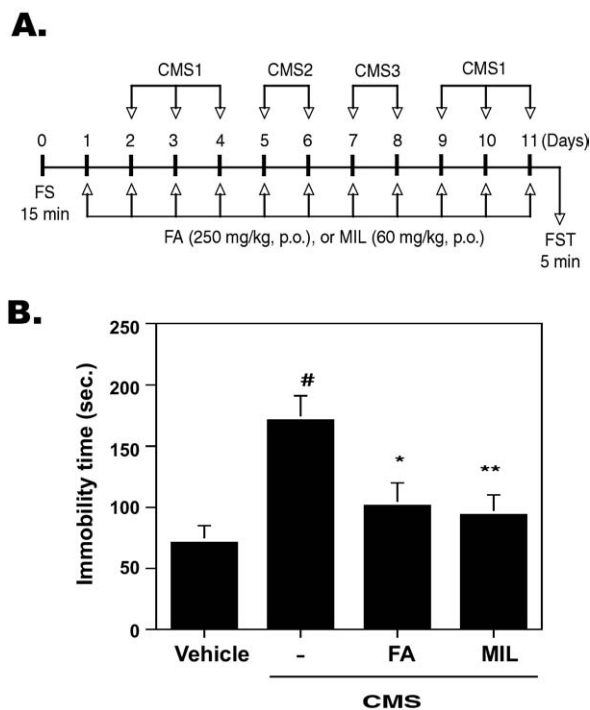 A.
CMS1 CMS2 CMS3 CMS1
0 1 2 3 4 5 6 7 8 9 10 11 (Days)
FS
15 min
FA (250 mg/kg, p.o.), or MIL (60 mg/kg, p.o.)
FST
5 min
B.
Immobility time (sec.)
250
200
150
100
50
0
#
*
**
Vehicle - FA MIL
CMS